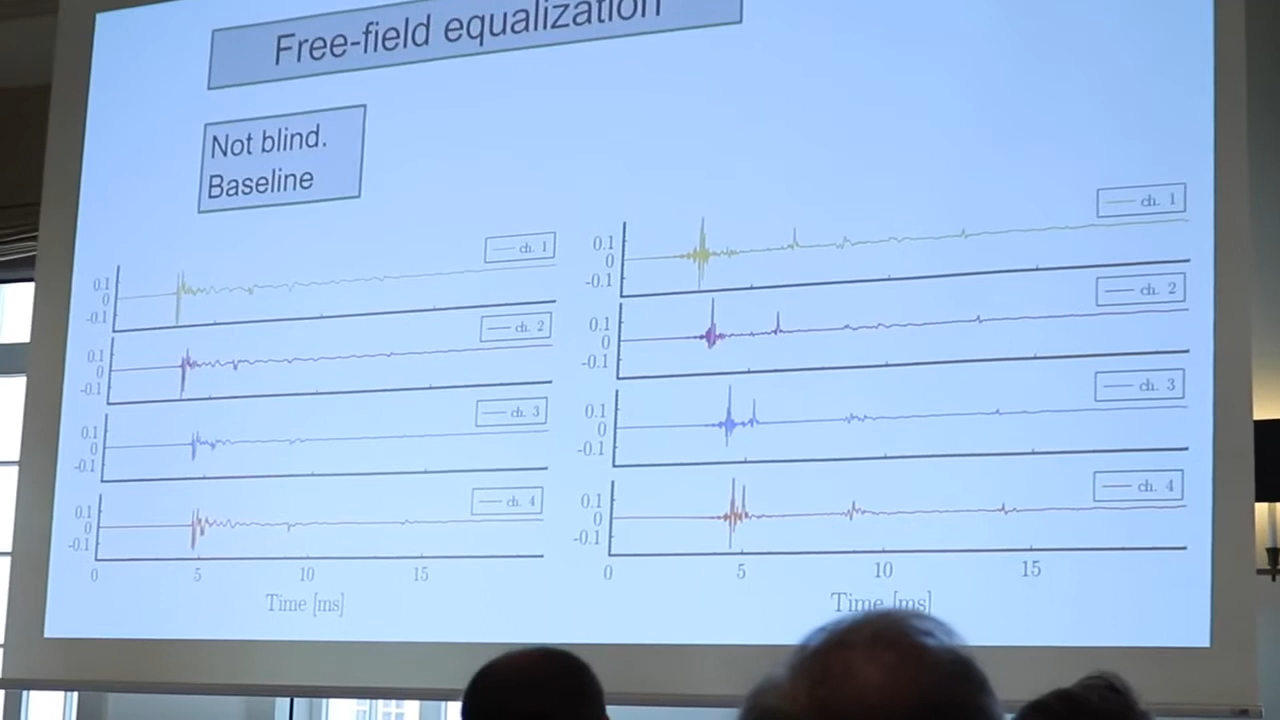 Free-field equalization
Not blind.
Baseline
ch. 1
0.1
0
-0.1
ch. 2
0.1
0
-0.1
ch. 3
0.1
0
-0.1
ch. 4
0.1
0
-0.1
0 5 10 15
Time [ms]
ch. 1
0.1
0
-0.1
ch. 2
0.1
0
-0.1
ch. 3
0.1
0
-0.1
ch. 4
0.1
0
-0.1
0 5 10 15
Time [ms]